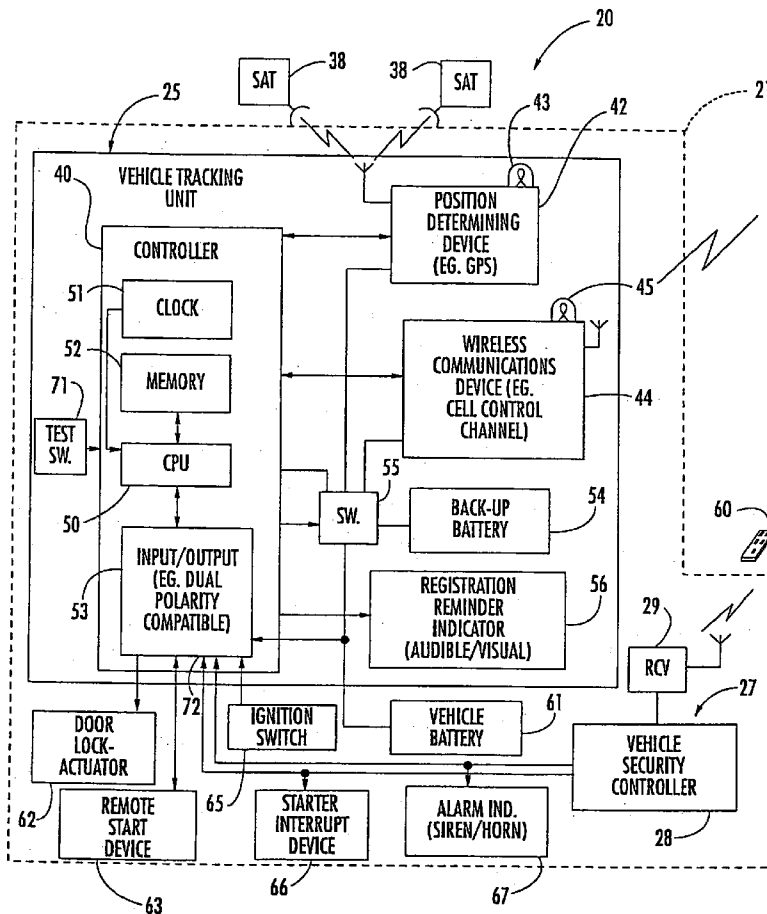 20
SAT
38
38
SAT
25
43
42
21
VEHICLE TRACKING
UNIT
40
CONTROLLER
POSITION
DETERMINING
DEVICE
(EG. GPS)
51
CLOCK
45
52
MEMORY
WIRELESS
COMMUNICATIONS
DEVICE (EG.
CELL CONTROL
CHANNEL)
44
71
TEST
SW.
CPU
50
55
SW.
BACK-UP
BATTERY
54
60
53
INPUT/OUTPUT
(EG. DUAL
POLARITY
COMPATIBLE)
REGISTRATION
REMINDER
INDICATOR
(AUDIBLE/VISUAL)
56
29
RCV
27
72
DOOR
LOCK-
ACTUATOR
62
IGNITION
SWITCH
65
VEHICLE
BATTERY
61
VEHICLE
SECURITY
CONTROLLER
28
REMOTE
START
DEVICE
63
STARTER
INTERRUPT
DEVICE
66
ALARM IND.
(SIREN/HORN)
67